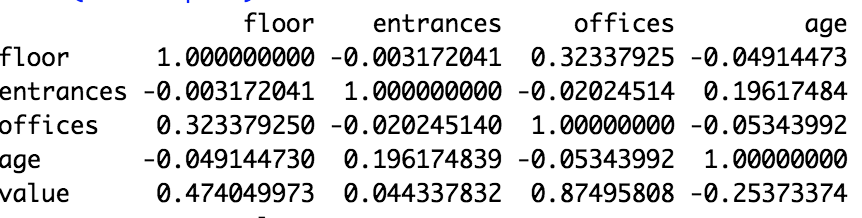 floor entrances offices age
floor 1.000000000 -0.003172041 0.32337925 -0.04914473
entrances -0.003172041 1.000000000 -0.02024514 0.19617484
offices 0.323379250 -0.020245140 1.00000000 -0.05343992
age -0.049144730 0.196174839 -0.05343992 1.00000000
value 0.474049973 0.044337832 0.87495808 -0.25373374